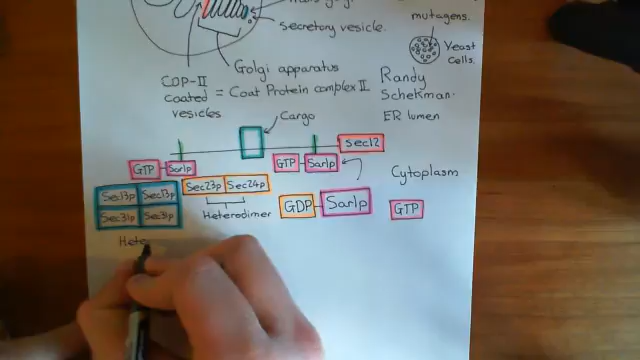 secretory vesicle.
mutagens.
Yeast
cells.
Golgi apparatus
COP-II
coated
vesicles
= Coat Protein complex II.
Randy
Schekman.
ER lumen
Cargo
Sec12
GTP
Sar1p
GTP
Sar1p
Cytoplasm
Sec13p
Sec13p
Sec31p
Sec31p
Sec23p
Sec24p
Heterodimer
GDP
Sar1p
GTP
Hete